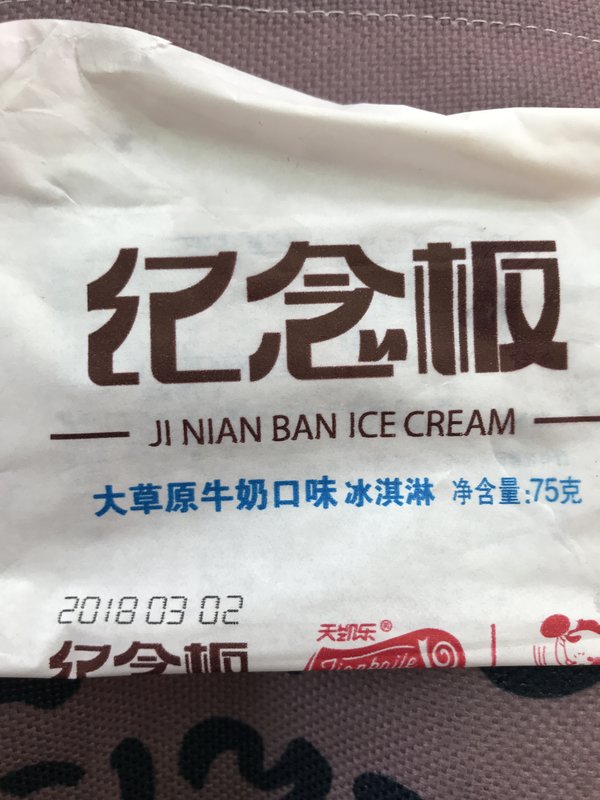 纪念板
JI NIAN BAN ICE CREAM
大草原牛奶口味冰淇淋 净含量:75克
2018 03 02
天凯乐®
纪念板